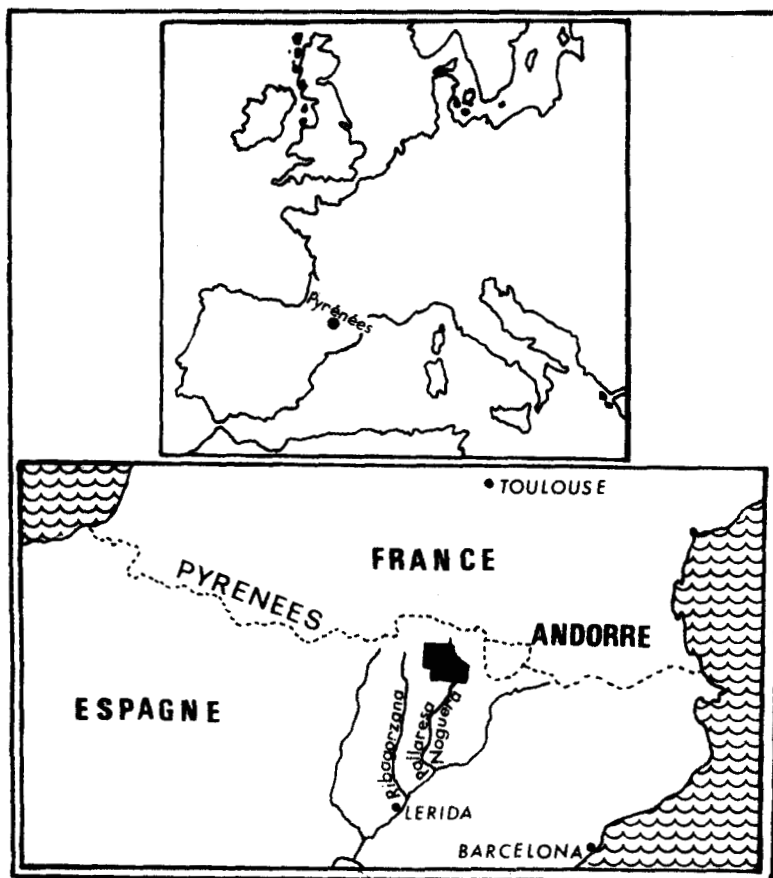 Pyrénées
TOULOUSE
FRANCE
PYRENEES
ANDORRE
ESPAGNE
Ribagorzana
Pallaresa
Noguera
LERIDA
BARCELONA